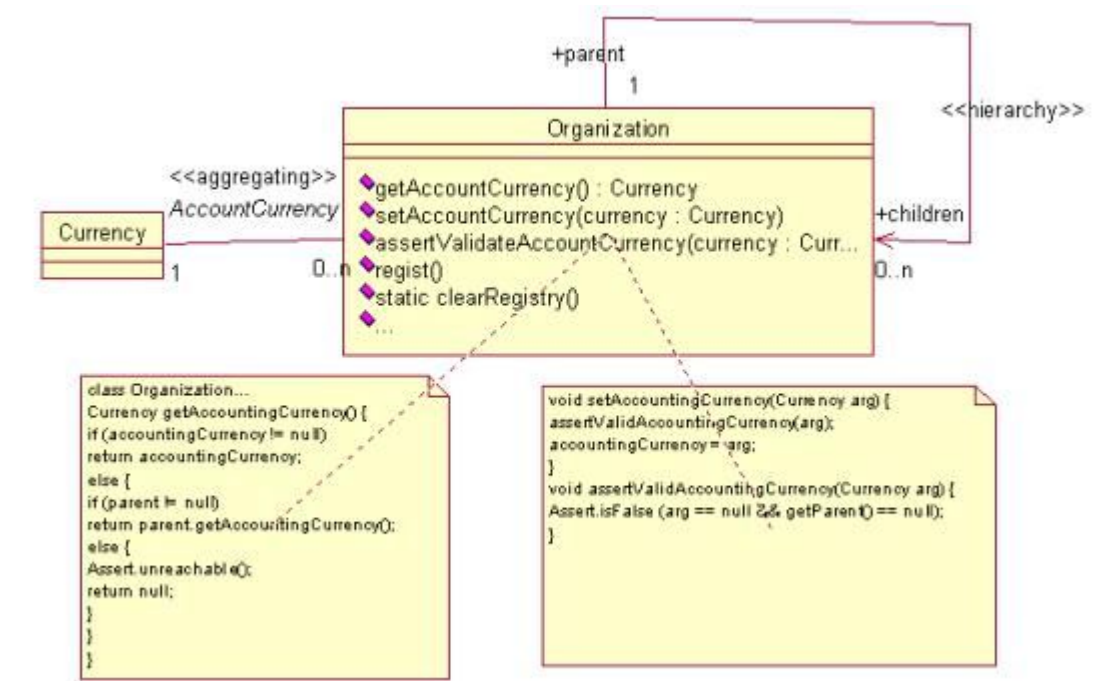 +parent
1
<<hierarchy>>
Organization
<<aggregating>>
AccountCurrency
Currency
1
0..n
getAccountCurrency() : Currency
setAccountCurrency(currency : Currency)
assertValidateAccountCurrency(currency : Curr...
regist()
static clearRegistry()
...
+children
0..n
class Organization...
Currency getAccountingCurrency() {
if (accountingCurrency != null)
return accountingCurrency;
else {
if (parent != null)
return parent.getAccountingCurrency();
else {
Assert.unreachable();
return null;
}
}
}
void setAccountingCurrency(Currency arg) {
assertValidAccountingCurrency(arg);
accountingCurrency = arg;
}
void assertValidAccountingCurrency(Currency arg) {
Assert.isFalse (arg == null && getParent() == null);
}